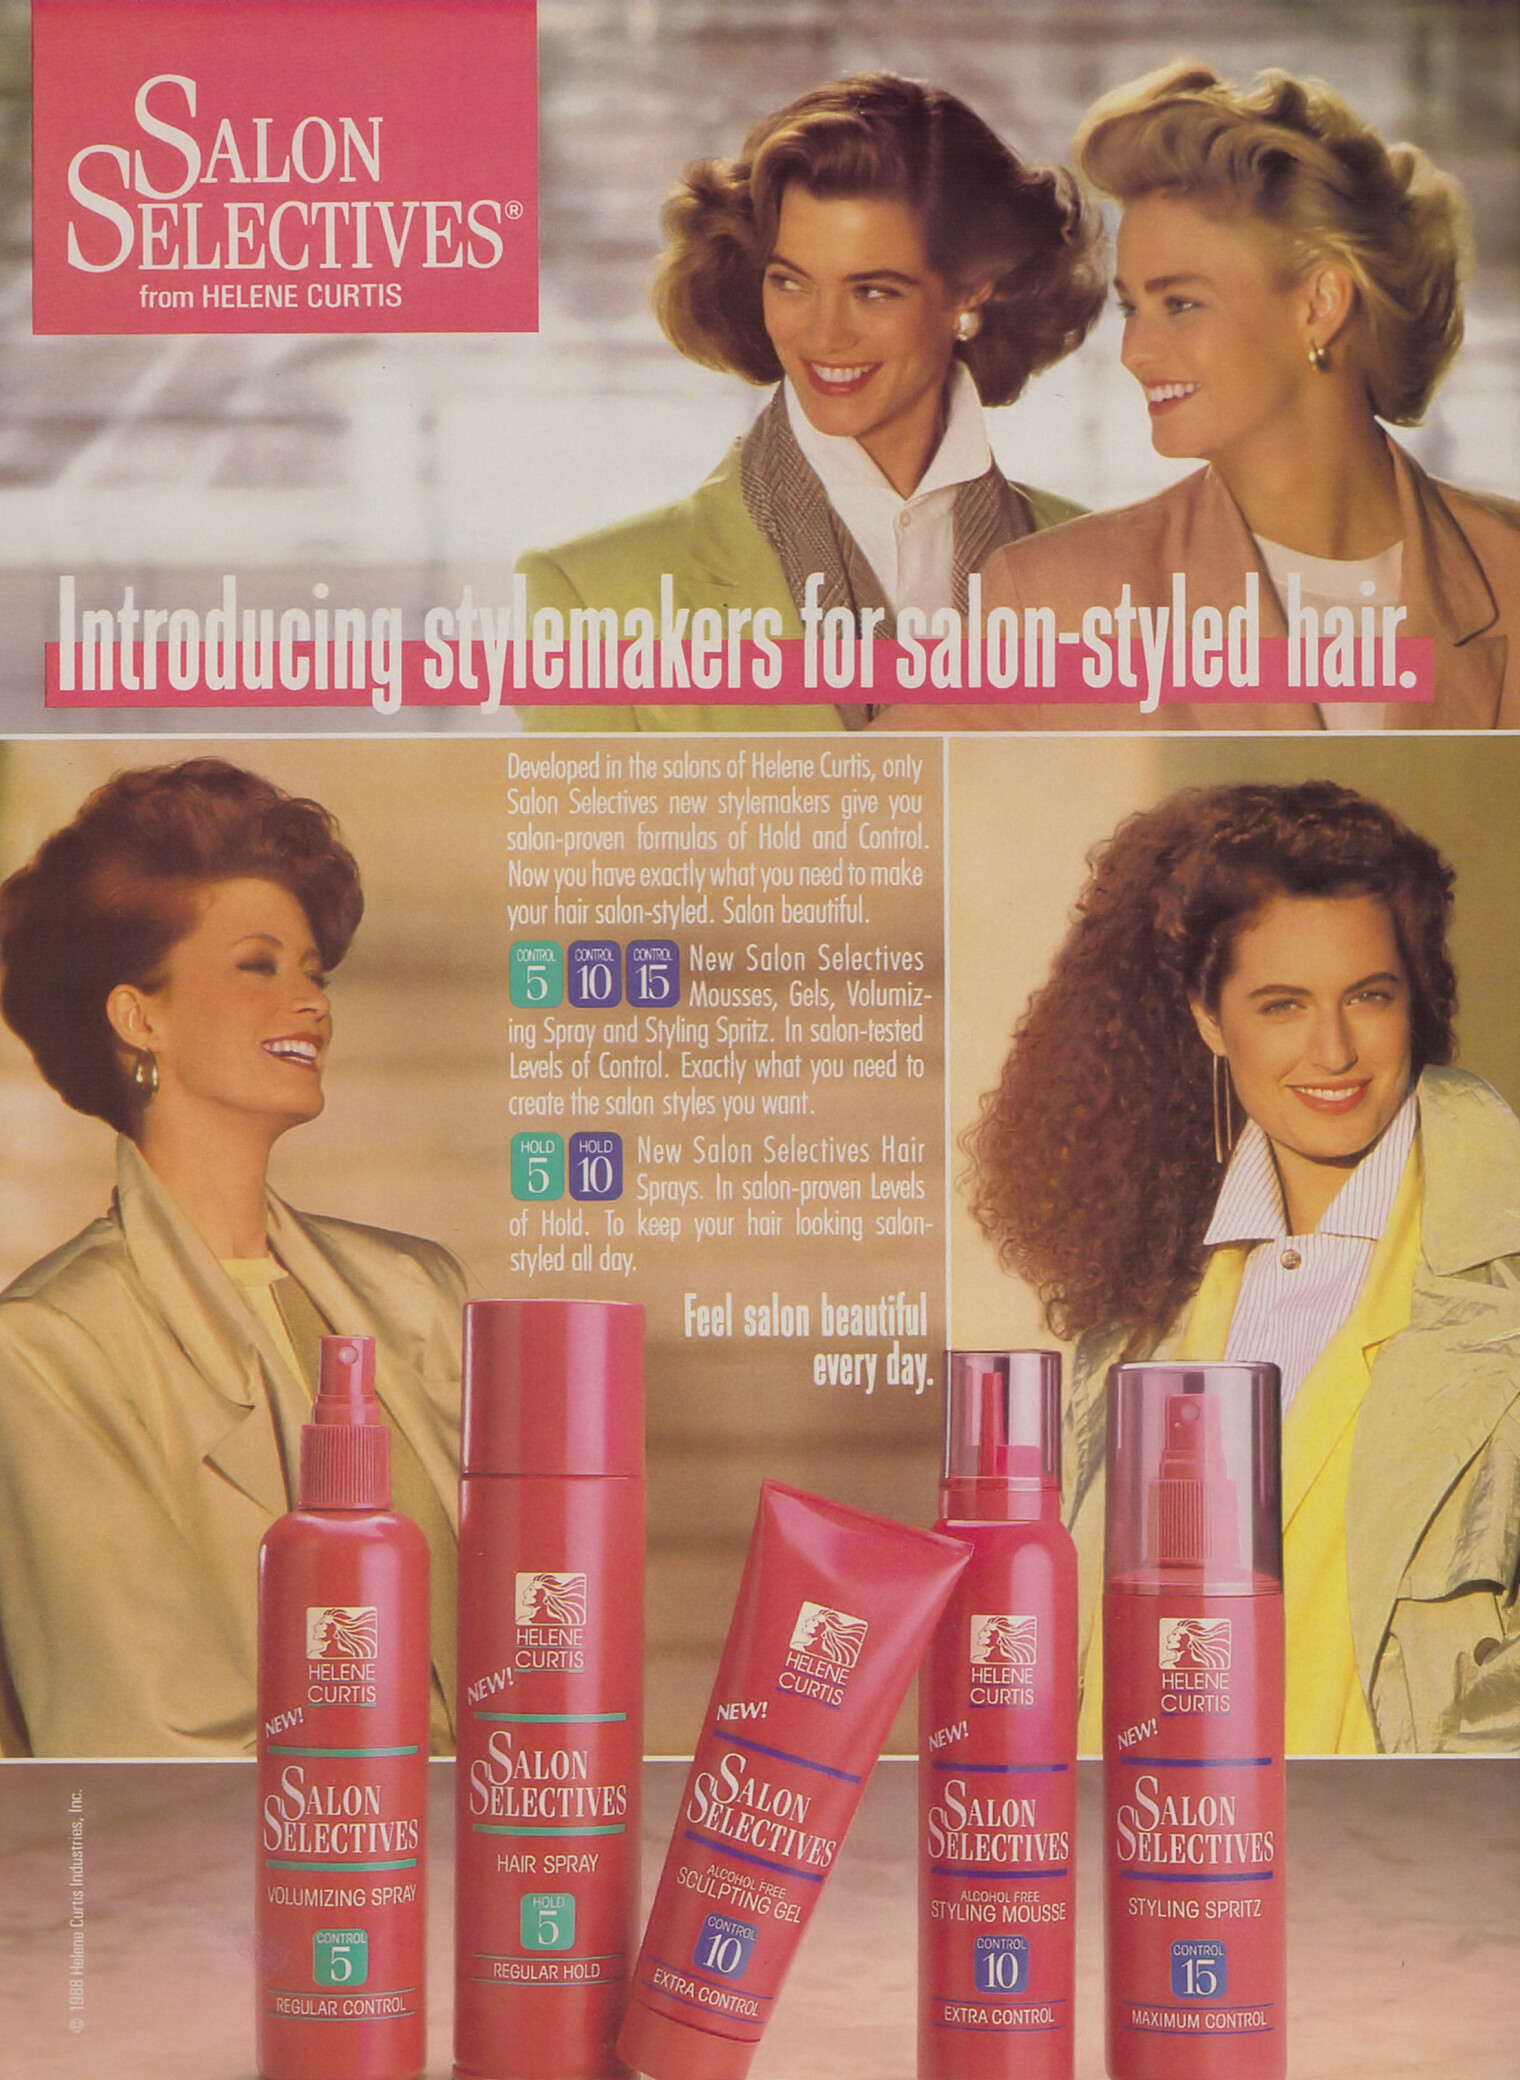 SALON
SELECTIVES®
from HELENE CURTIS
Introducing stylemakers for salon-styled hair.
Developed in the salons of Helene Curtis, only
Salon Selectives new stylemakers give you
salon-proven formulas of Hold and Control.
Now you have exactly what you need to make
your hair salon-styled. Salon beautiful.
CONTROL 5 CONTROL 10 CONTROL 15 New Salon Selectives
Mousses, Gels, Volumiz-
ing Spray and Styling Spritz. In salon-tested
Levels of Control. Exactly what you need to
create the salon styles you want.
HOLD 5 HOLD 10 New Salon Selectives Hair
Sprays. In salon-proven Levels
of Hold. To keep your hair looking salon-
styled all day.
Feel salon beautiful
every day.
HELENE
CURTIS
NEW!
SALON
SELECTIVES
VOLUMIZING SPRAY
CONTROL
5
REGULAR CONTROL
HELENE
CURTIS
NEW!
SALON
SELECTIVES
HAIR SPRAY
HOLD
5
REGULAR HOLD
HELENE
CURTIS
NEW!
SALON
SELECTIVES
ALCOHOL FREE
SCULPTING GEL
CONTROL
10
EXTRA CONTROL
HELENE
CURTIS
NEW!
SALON
SELECTIVES
ALCOHOL FREE
STYLING MOUSSE
CONTROL
10
EXTRA CONTROL
HELENE
CURTIS
NEW!
SALON
SELECTIVES
STYLING SPRITZ
CONTROL
15
MAXIMUM CONTROL
© 1988 Helene Curtis Industries, Inc.